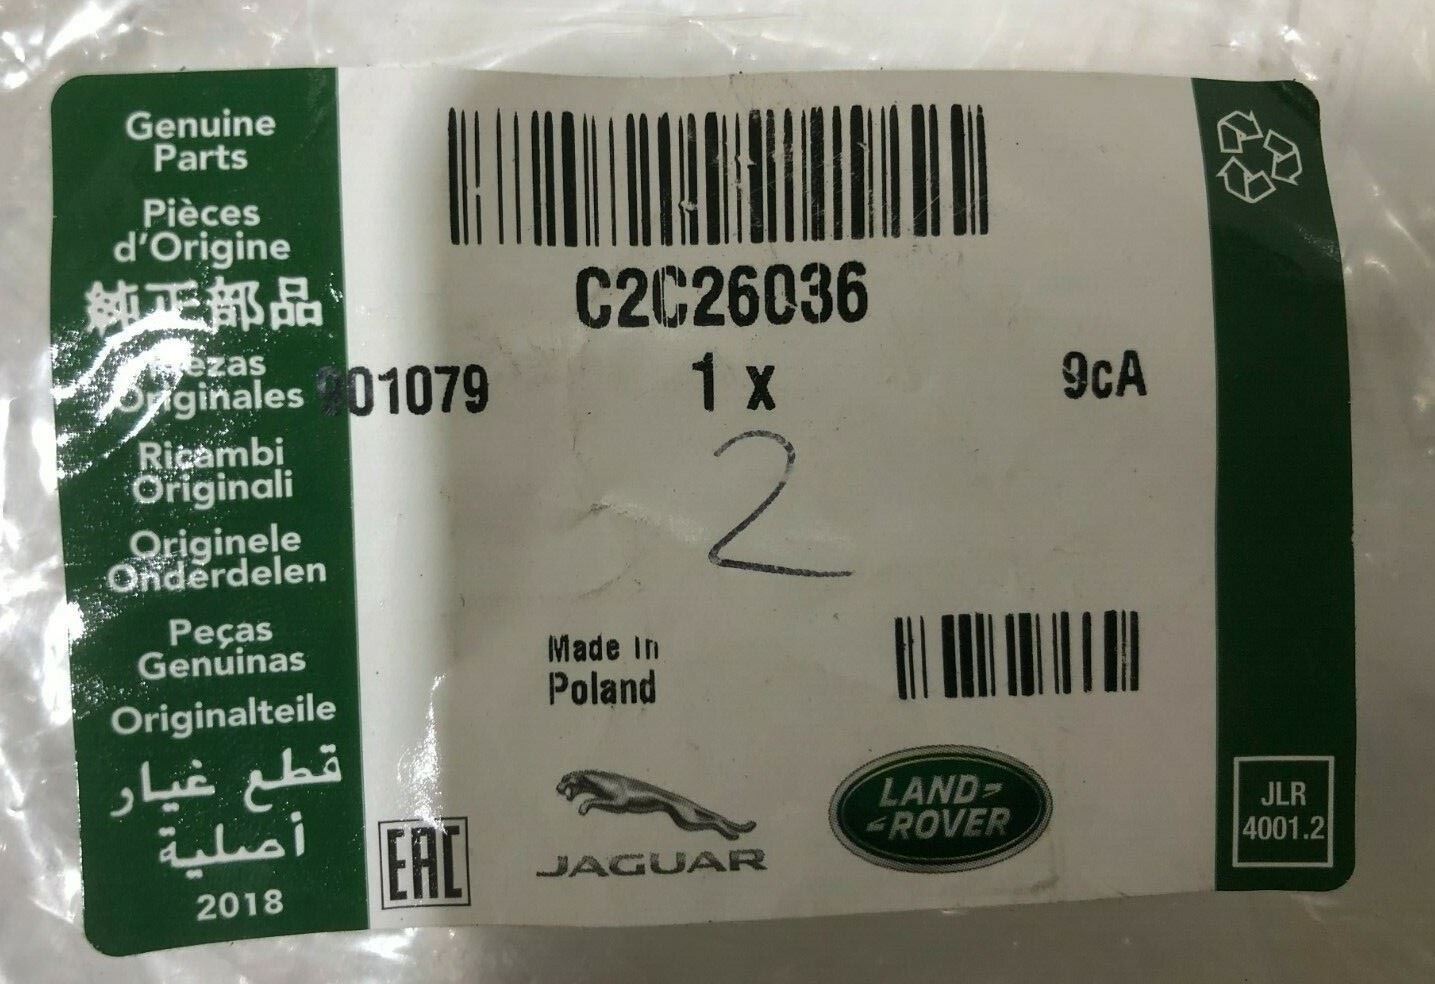 Genuine
Parts
Pièces
d'Origine
純正部品
Originales
Ricambi
Originali
Originele
Onderdelen
Peças
Genuinas
Originalteile
قطع غيار
أصلية
2018
C2C26036
901079
1 x
9cA
2
Made in
Poland
EAC
JAGUAR
LAND-
-ROVER
JLR
4001.2